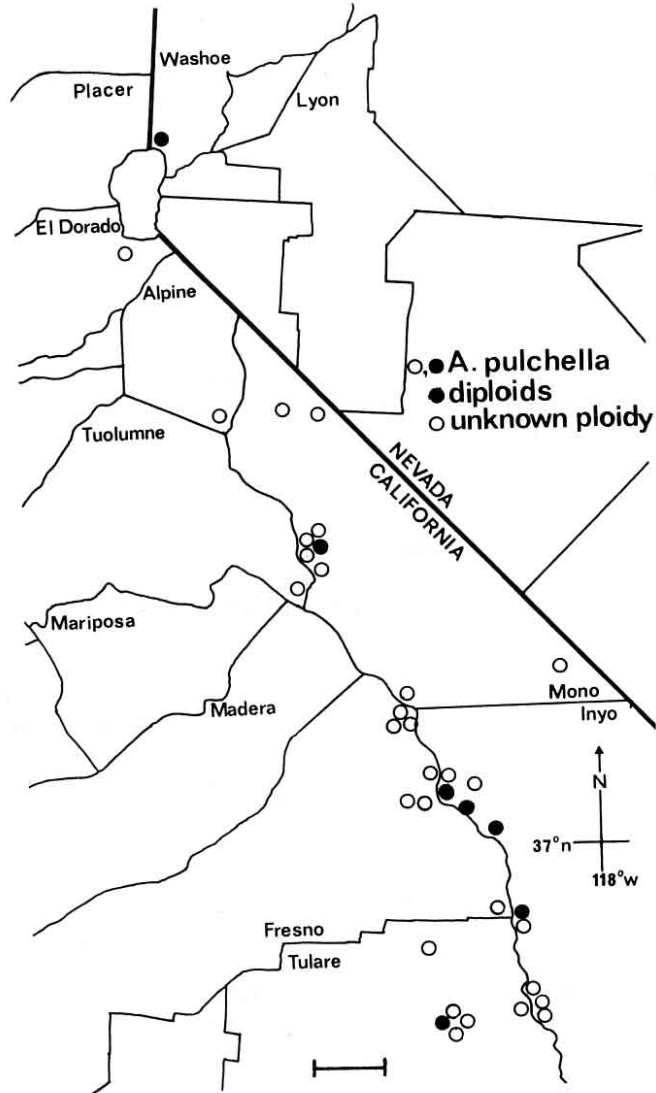 Washoe
Placer
Lyon
El Dorado
Alpine
○,● A. pulchella
● diploids
○ unknown ploidy
Tuolumne
NEVADA
CALIFORNIA
Mariposa
Madera
Mono
Inyo
N
37°n
118°w
Fresno
Tulare